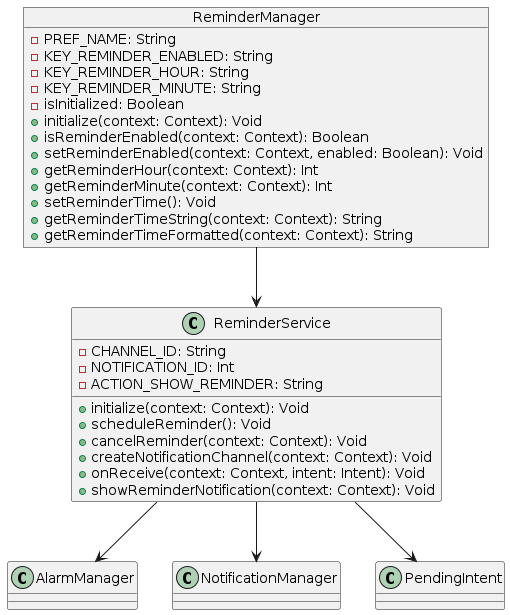 ReminderManager
PREF_NAME: String
KEY_REMINDER_ENABLED: String
KEY_REMINDER_HOUR: String
KEY_REMINDER_MINUTE: String
isInitialized: Boolean
initialize(context: Context): Void
isReminderEnabled(context: Context): Boolean
setReminderEnabled(context: Context, enabled: Boolean): Void
getReminderHour(context: Context): Int
getReminderMinute(context: Context): Int
setReminderTime(): Void
getReminderTimeString(context: Context): String
getReminderTimeFormatted(context: Context): String
C ReminderService
CHANNEL_ID: String
NOTIFICATION_ID: Int
ACTION_SHOW_REMINDER: String
initialize(context: Context): Void
scheduleReminder(): Void
cancelReminder(context: Context): Void
createNotificationChannel(context: Context): Void
onReceive(context: Context, intent: Intent): Void
showReminderNotification(context: Context): Void
C AlarmManager
C NotificationManager
C PendingIntent